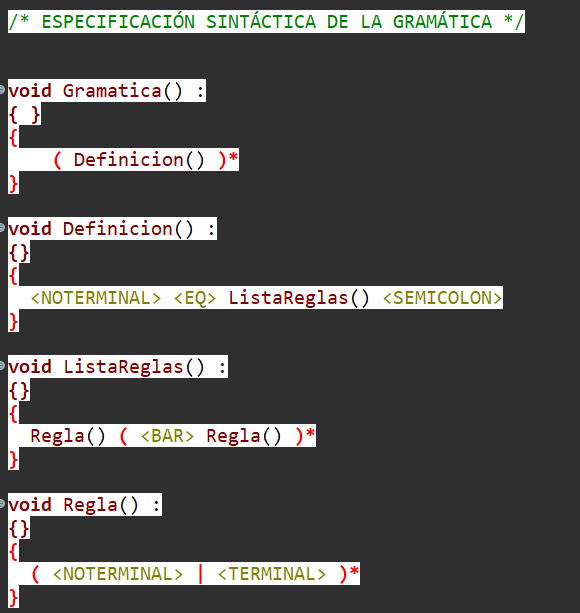 /* ESPECIFICACIÓN SINTÁCTICA DE LA GRAMÁTICA */
void Gramatica() :
{ }
{
( Definicion() )*
}
void Definicion() :
{}
{
<NOTERMINAL> <EQ> ListaReglas() <SEMICOLON>
}
void ListaReglas() :
{}
{
Regla() ( <BAR> Regla() )*
}
void Regla() :
{}
{
( <NOTERMINAL> | <TERMINAL> )*
}